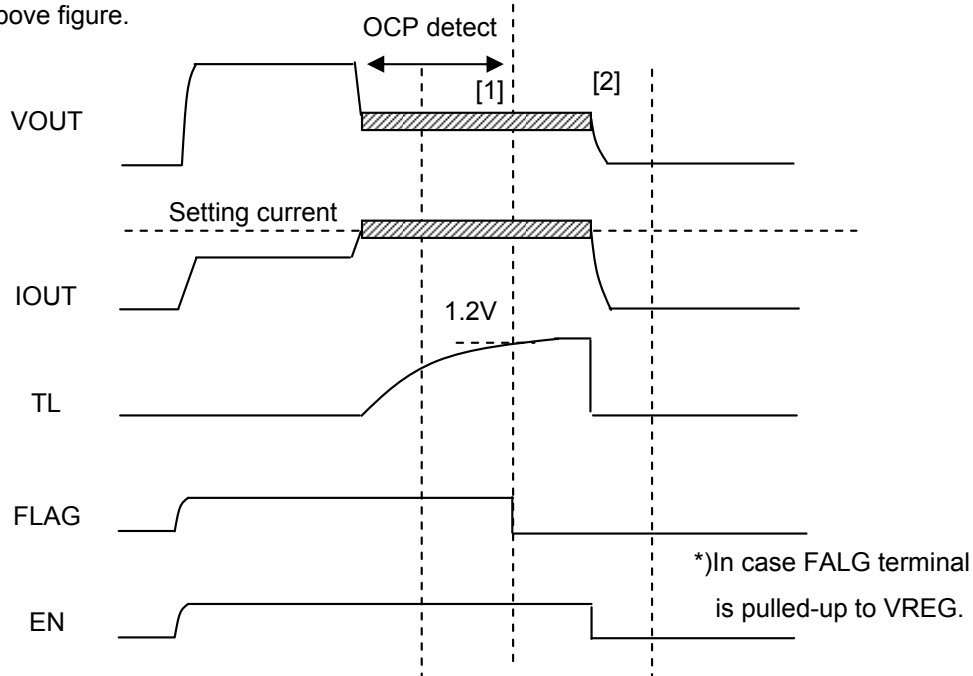 bove figure.
OCP detect
[1]
[2]
VOUT
Setting current
IOUT
1.2V
TL
FLAG
*)In case FALG terminal
is pulled-up to VREG.
EN